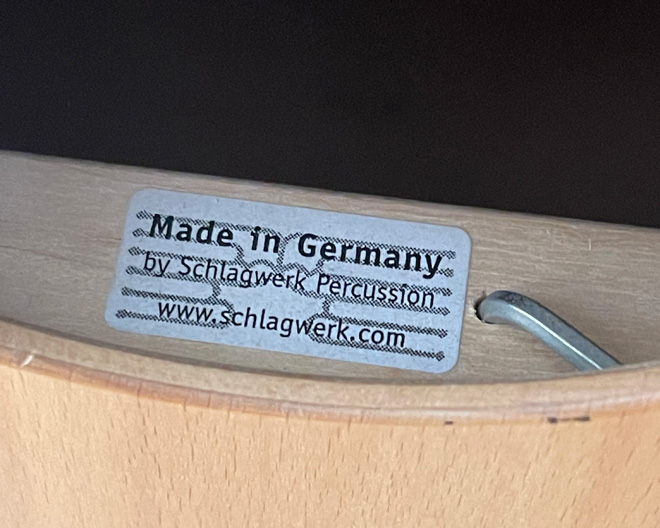 Made in Germany
by Schlagwerk Percussion
www.schlagwerk.com